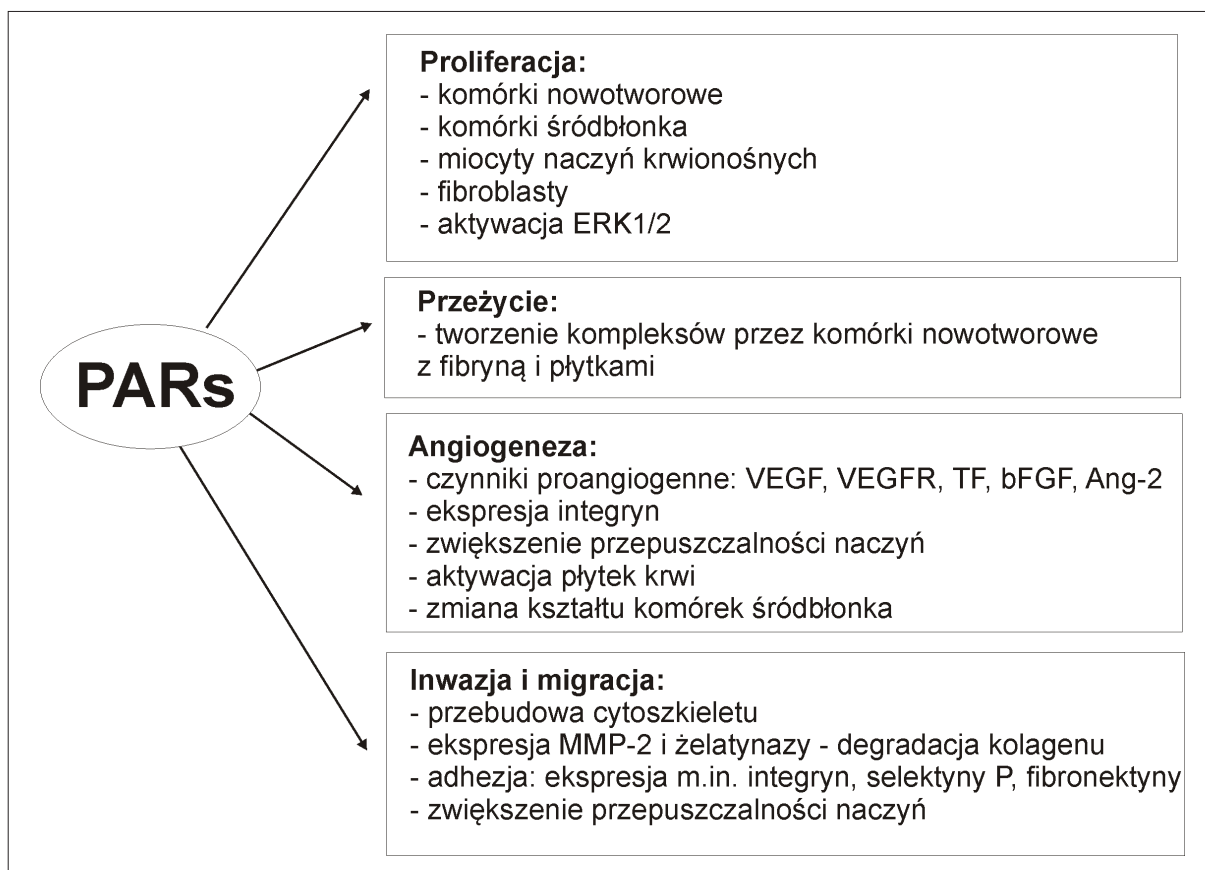 PARs
Proliferacja:
- komórki nowotworowe
- komórki śródbłonka
- miocyty naczyń krwionośnych
- fibroblasty
- aktywacja ERK1/2
Przeżycie:
- tworzenie kompleksów przez komórki nowotworowe
z fibryną i płytkami
Angiogeneza:
- czynniki proangiogenne: VEGF, VEGFR, TF, bFGF, Ang-2
- ekspresja integryn
- zwiększenie przepuszczalności naczyń
- aktywacja płytek krwi
- zmiana kształtu komórek śródbłonka
Inwazja i migracja:
- przebudowa cytoszkieletu
- ekspresja MMP-2 i żelatynazy - degradacja kolagenu
- adhezja: ekspresja m.in. integryn, selektyny P, fibronektyny
- zwiększenie przepuszczalności naczyń